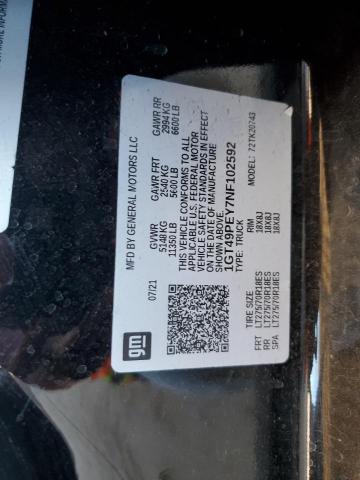 MFD BY GENERAL MOTORS LLC
07/21
GVWR GAWR FRT GAWR RR
5148 KG 2540 KG 2994 KG
11350 LB 5600 LB 6600 LB
THIS VEHICLE CONFORMS TO ALL
APPLICABLE U.S. FEDERAL MOTOR
VEHICLE SAFETY STANDARDS IN EFFECT
ON THE DATE OF MANUFACTURE
SHOWN ABOVE.
1GT49PEY7NF102592
TYPE: TRUCK MODEL: 72TK20743
TIRE SIZE RIM
FRT LT275/70R18ES 18X8J
RR LT275/70R18ES 18X8J
SPA LT275/70R18ES 18X8J
gm